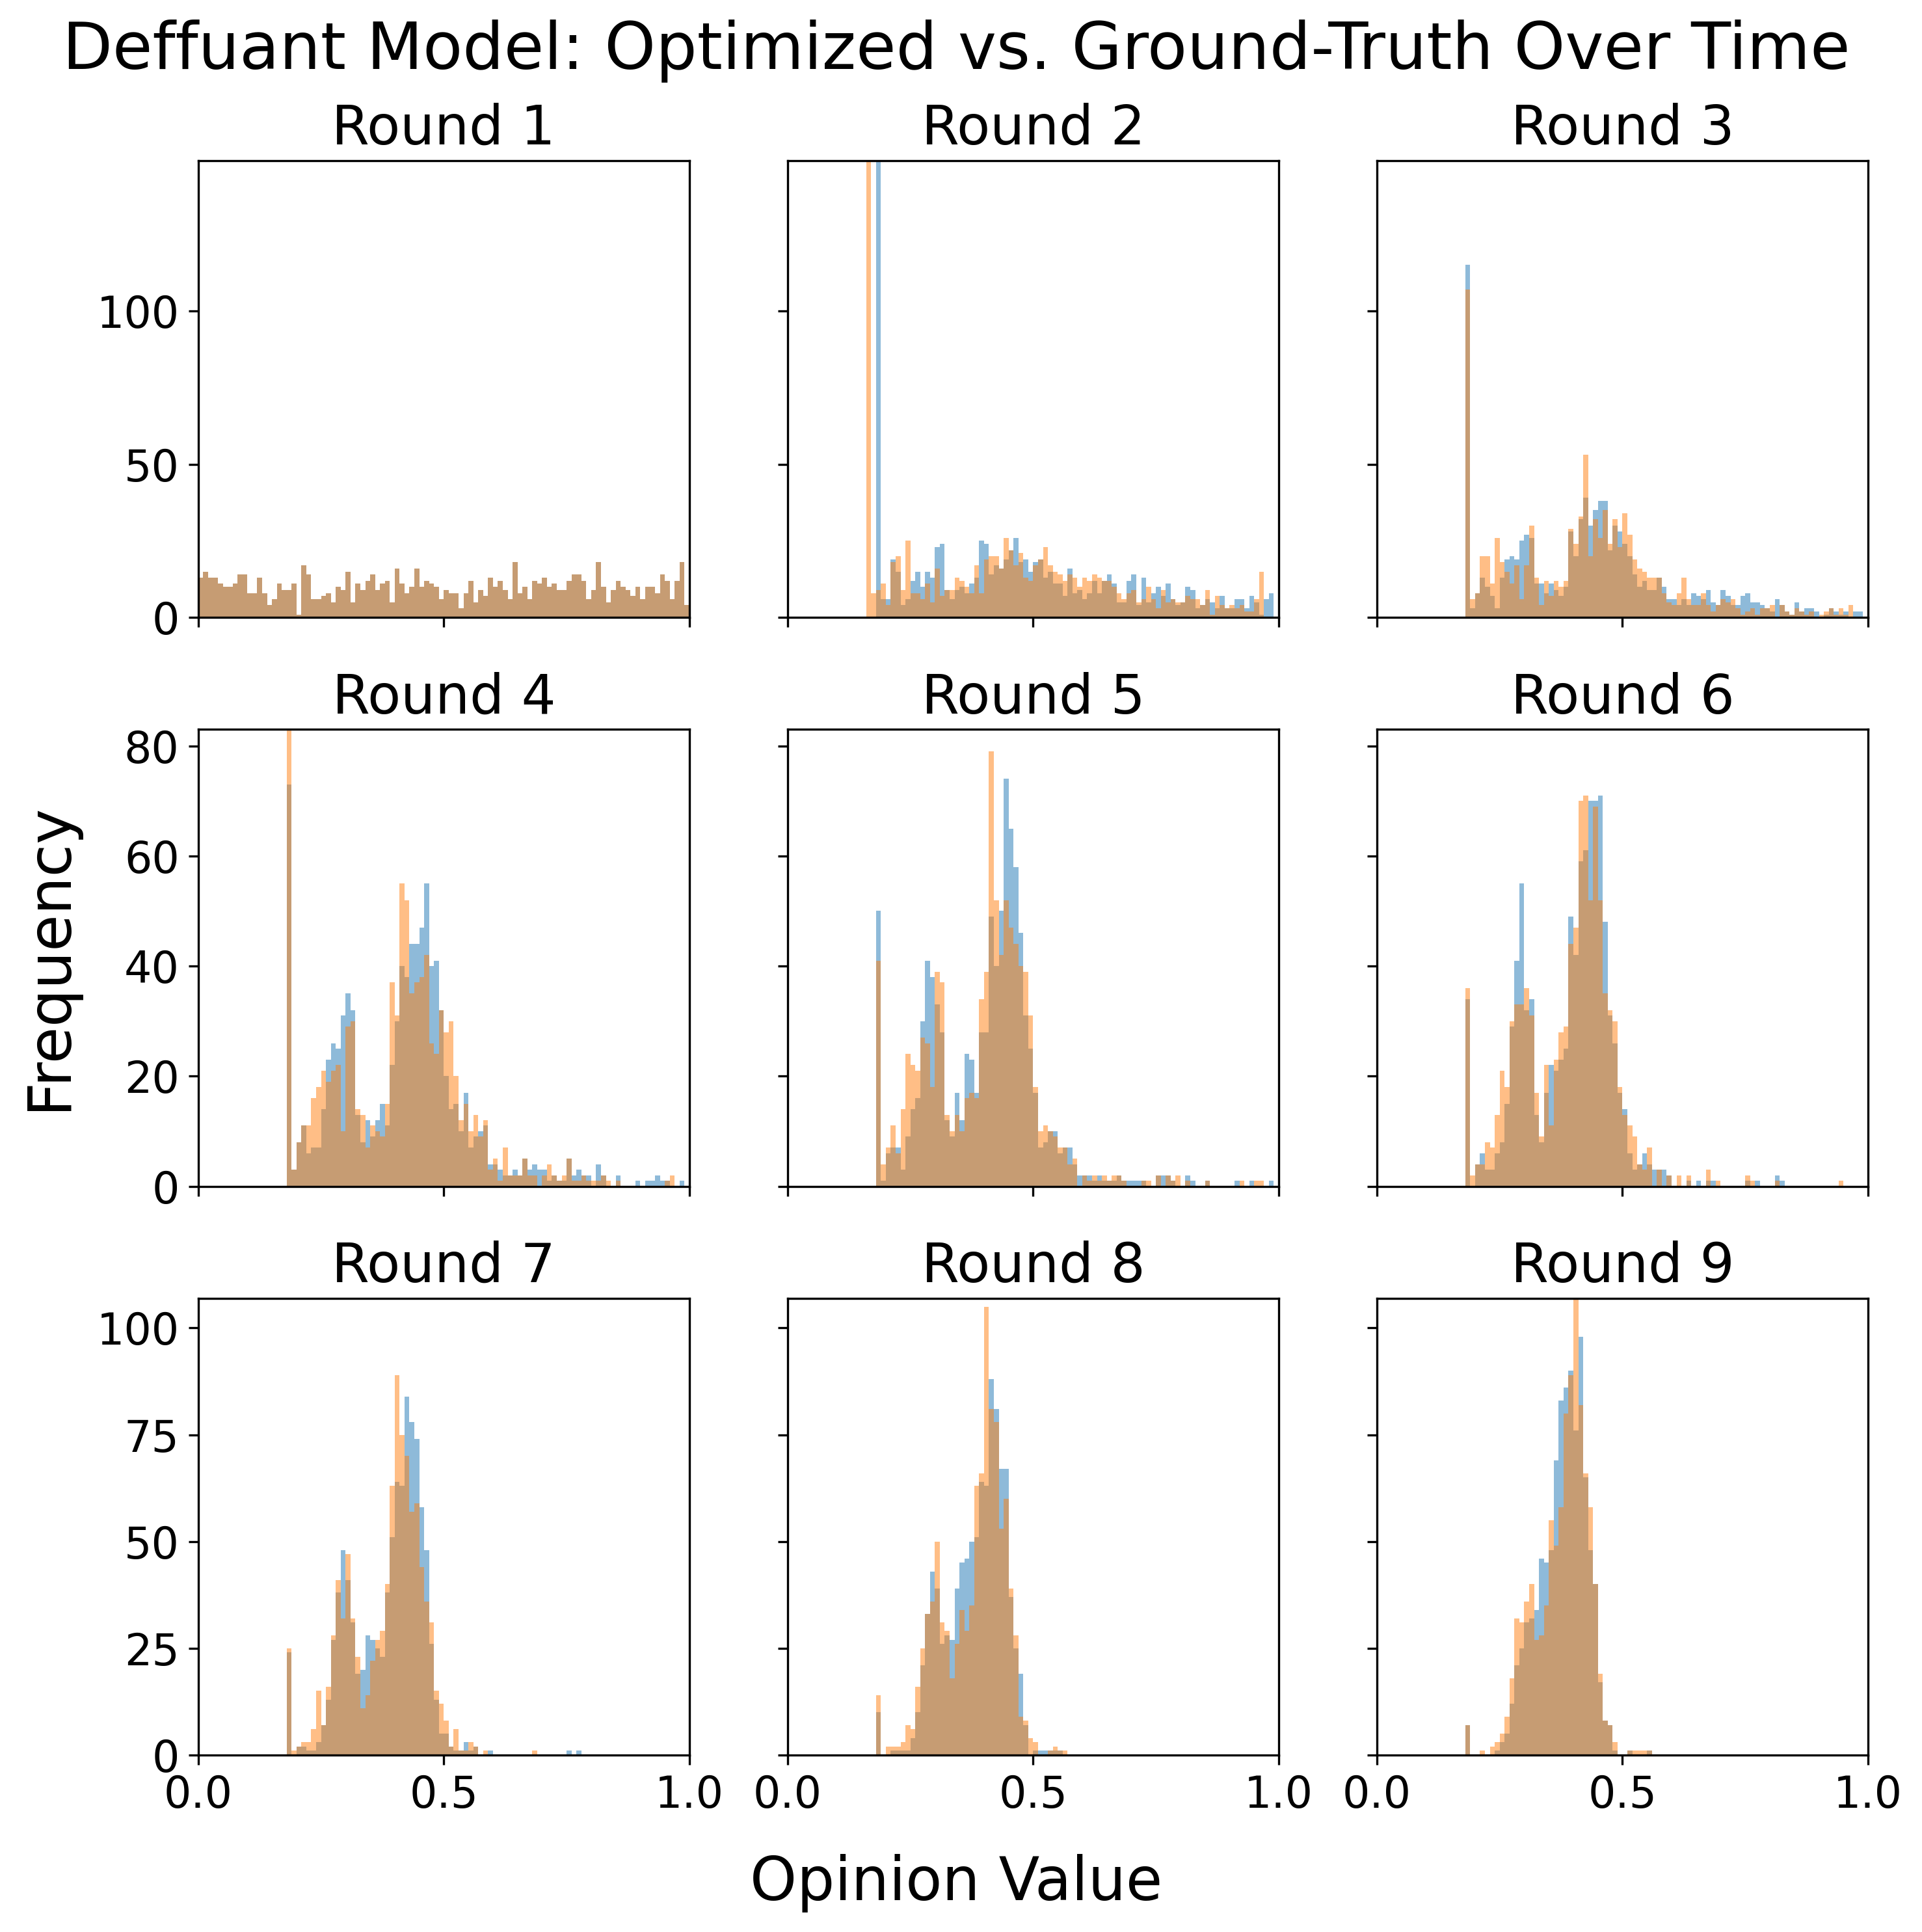 Deffuant Model: Optimized vs. Ground-Truth Over Time
Round 1
Round 2
Round 3
100
50
0
Round 4
Round 5
Round 6
80
60
40
20
0
Frequency
Round 7
Round 8
Round 9
100
75
50
25
0
0.0 0.5 1.0
0.0 0.5 1.0
0.0 0.5 1.0
Opinion Value